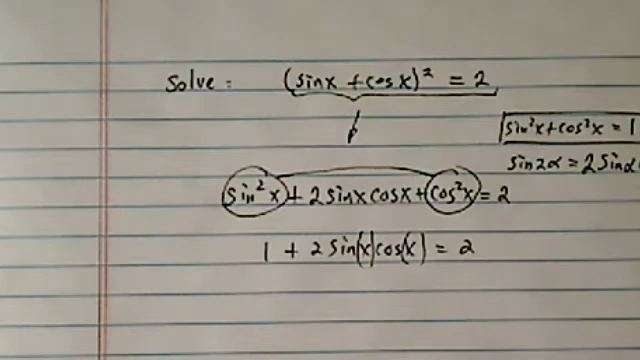 Solve: (sinx + cosx)² = 2
sin²x + cos²x = 1
sin2α = 2 sinα
sin²x + 2 sinx cosx + cos²x = 2
1 + 2 sin(x) cos(x) = 2